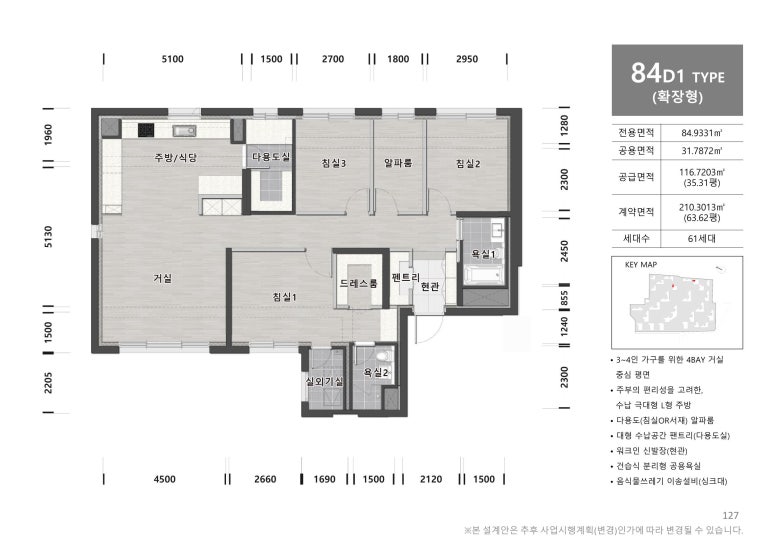 5100 1500 2700 1800 2950
84D1 TYPE
(확장형)
전용면적 84.9331㎡
공용면적 31.7872㎡
공급면적 116.7203㎡
(35.31평)
계약면적 210.3013㎡
(63.62평)
세대수 61세대
1960
5130
1500
2205
주방/식당
다용도실
침실3
알파룸
침실2
거실
침실1
드레스룸
팬트리
현관
욕실1
실외기실
욕실2
1280
2300
2450
855
1240
2300
4500 2660 1690 1500 2120 1500
KEY MAP
• 3~4인 가구를 위한 4BAY 거실
중심 평면
• 주부의 편리성을 고려한,
수납 극대형 L형 주방
• 다용도(침실OR서재) 알파룸
• 대형 수납공간 팬트리(다용도실)
• 워크인 신발장(현관)
• 건습식 분리형 공용욕실
• 음식물쓰레기 이송설비(싱크대)
127
※본 설계안은 추후 사업시행계획(변경)인가에 따라 변경될 수 있습니다.